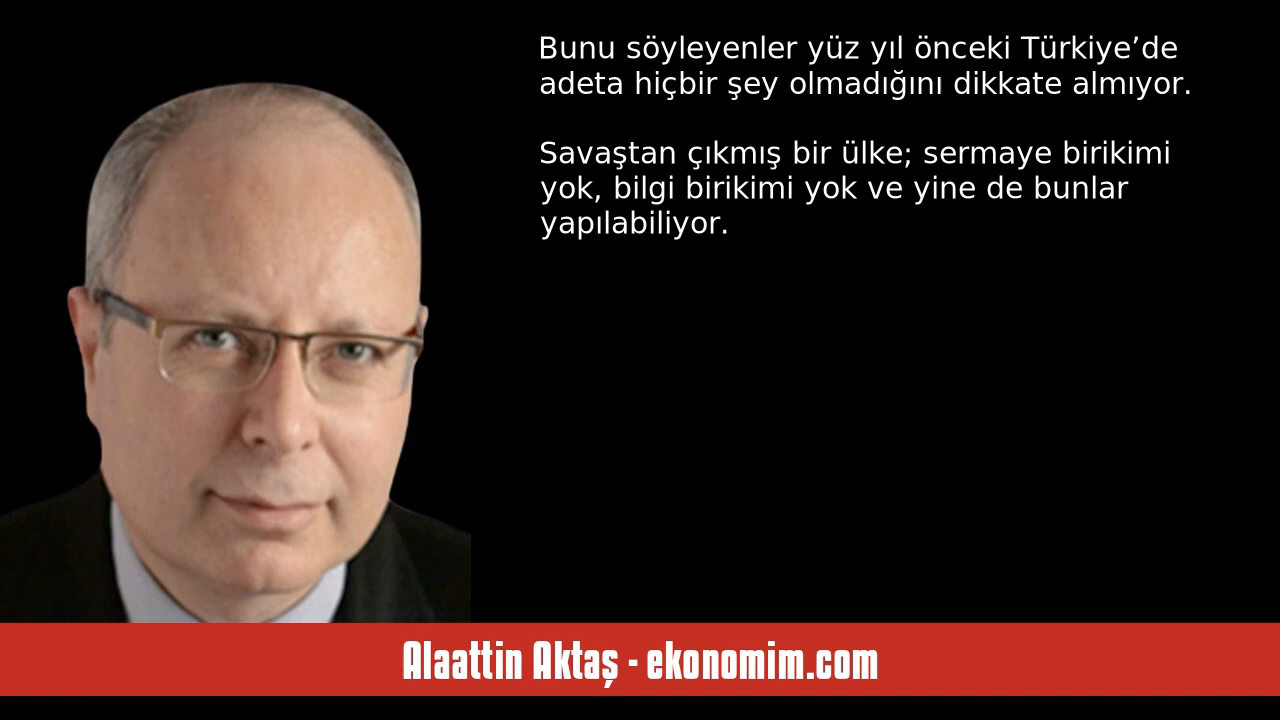 Bunu söyleyenler yüz yıl önceki Türkiye’de
adeta hiçbir şey olmadığını dikkate almıyor.
Savaştan çıkmış bir ülke; sermaye birikimi
yok, bilgi birikimi yok ve yine de bunlar
yapılabiliyor.
Alaattin Aktaş - ekonomim.com